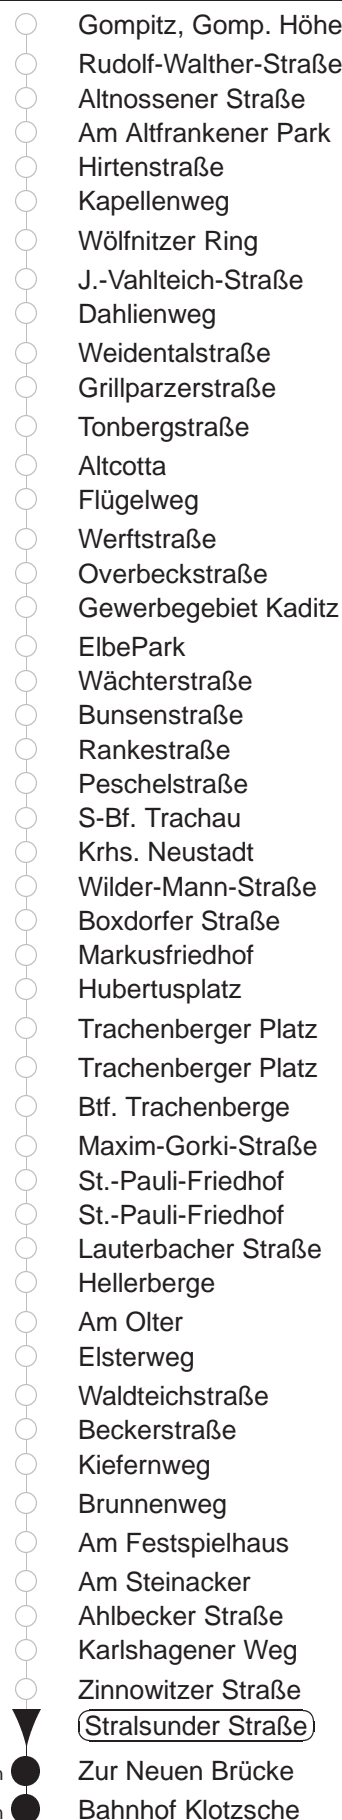 Gompitz, Gomp. Höhe
Rudolf-Walther-Straße
Altnossener Straße
Am Altfrankener Park
Hirtenstraße
Kapellenweg
Wölfnitzer Ring
J.-Vahlteich-Straße
Dahlienweg
Weidentalstraße
Grillparzerstraße
Tonbergstraße
Altcotta
Flügelweg
Werftstraße
Overbeckstraße
Gewerbegebiet Kaditz
ElbePark
Wächterstraße
Bunsenstraße
Rankestraße
Peschelstraße
S-Bf. Trachau
Krhs. Neustadt
Wilder-Mann-Straße
Boxdorfer Straße
Markusfriedhof
Hubertusplatz
Trachenberger Platz
Trachenberger Platz
Btf. Trachenberge
Maxim-Gorki-Straße
St.-Pauli-Friedhof
St.-Pauli-Friedhof
Lauterbacher Straße
Hellerberge
Am Olter
Elsterweg
Waldteichstraße
Beckerstraße
Kiefernweg
Brunnenweg
Am Festspielhaus
Am Steinacker
Ahlbecker Straße
Karlshagener Weg
Zinnowitzer Straße
Stralsunder Straße
Zur Neuen Brücke
Bahnhof Klotzsche